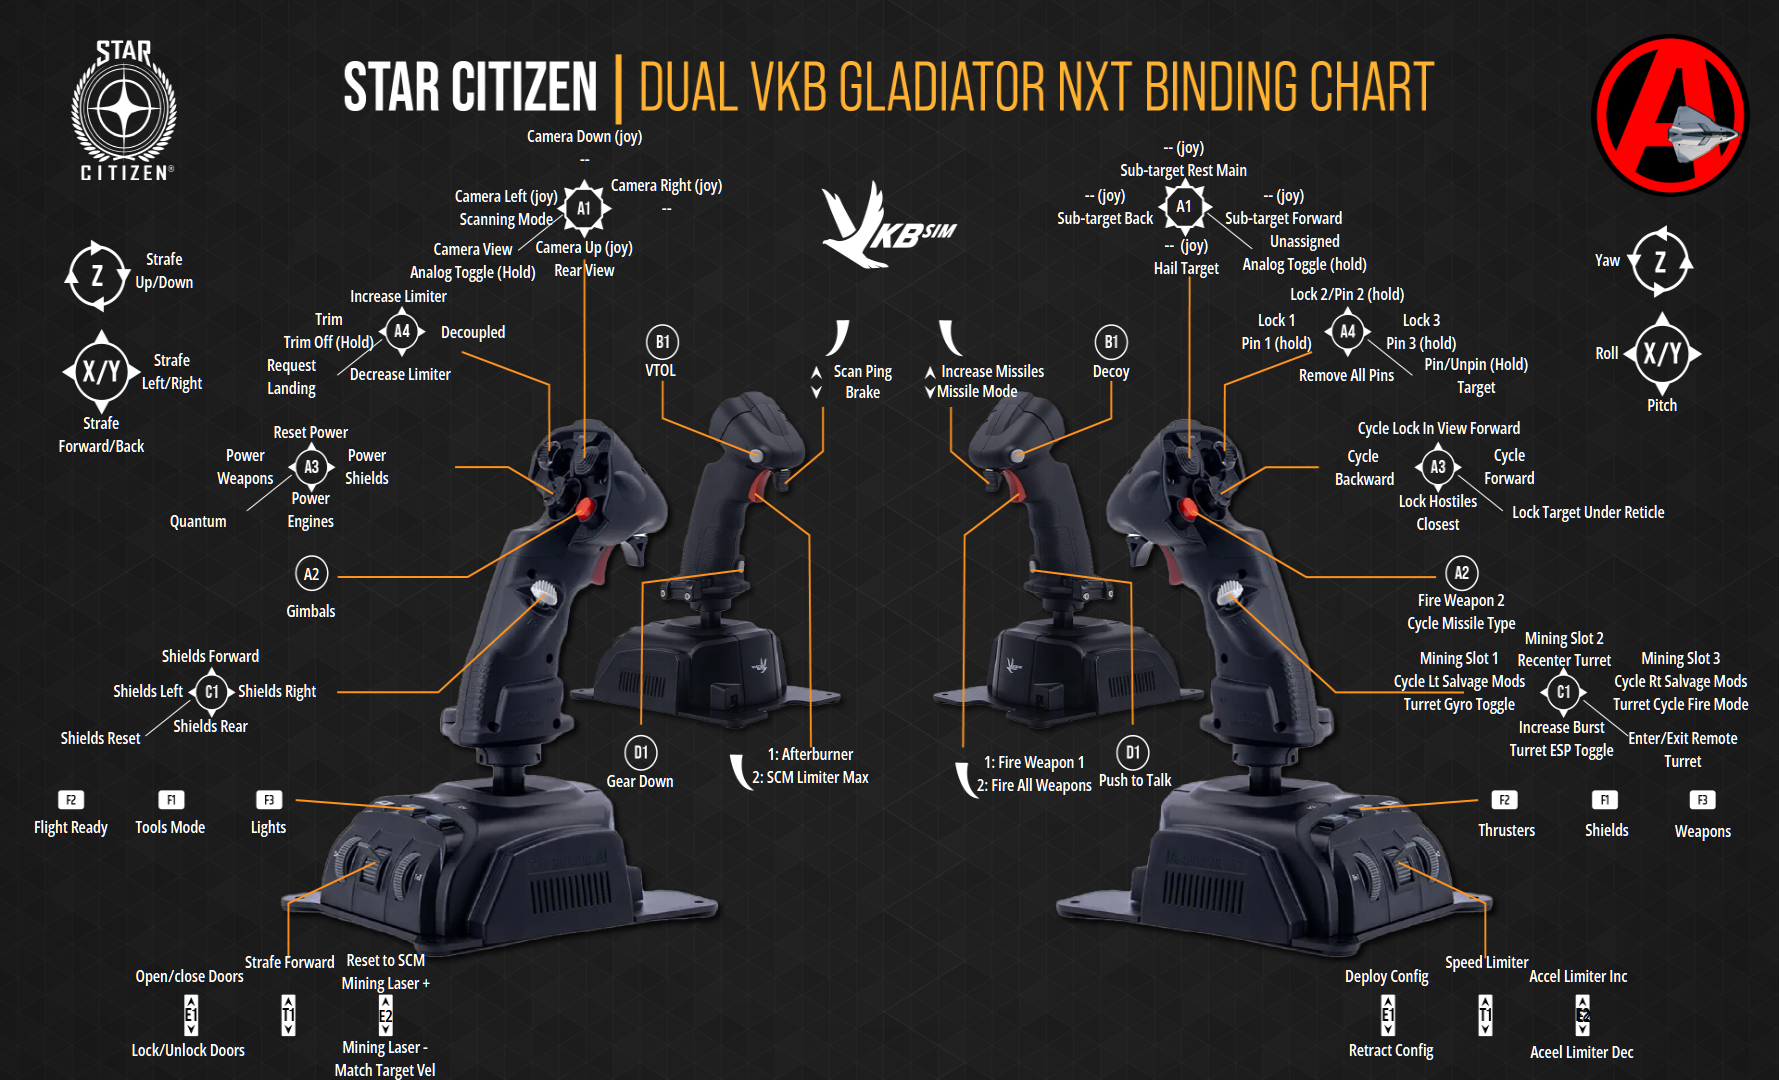 STAR
CITIZEN®
STAR CITIZEN | DUAL VKB GLADIATOR NXT BINDING CHART
A
Camera Down (joy)
--
Camera Left (joy)
Scanning Mode
A1
Camera Right (joy)
--
Camera View
Analog Toggle (Hold)
Camera Up (joy)
Rear View
VKBSIM
-- (joy)
Sub-target Rest Main
-- (joy)
Sub-target Back
A1
-- (joy)
Sub-target Forward
Unassigned
Analog Toggle (hold)
-- (joy)
Hail Target
Z
Strafe
Up/Down
X/Y
Strafe
Left/Right
Strafe
Forward/Back
Yaw
Z
Roll
X/Y
Pitch
Increase Limiter
Trim
Trim Off (Hold)
A4
Decoupled
Request
Landing
Decrease Limiter
B1
VTOL
Scan Ping
Brake
Increase Missiles
Missile Mode
B1
Decoy
Lock 2/Pin 2 (hold)
Lock 1
Pin 1 (hold)
A4
Lock 3
Pin 3 (hold)
Pin/Unpin (Hold)
Target
Remove All Pins
Reset Power
Power
Weapons
A3
Power
Shields
Power
Engines
Quantum
Cycle Lock In View Forward
Cycle
Backward
A3
Cycle
Forward
Lock Hostiles
Closest
Lock Target Under Reticle
A2
Gimbals
A2
Fire Weapon 2
Cycle Missile Type
Shields Forward
Shields Left
C1
Shields Right
Shields Rear
Shields Reset
Mining Slot 2
Recenter Turret
Mining Slot 1
Cycle Lt Salvage Mods
Turret Gyro Toggle
C1
Mining Slot 3
Cycle Rt Salvage Mods
Turret Cycle Fire Mode
Increase Burst
Turret ESP Toggle
Enter/Exit Remote
Turret
D1
Gear Down
1: Afterburner
2: SCM Limiter Max
1: Fire Weapon 1
2: Fire All Weapons
D1
Push to Talk
F2
Flight Ready
F1
Tools Mode
F3
Lights
F2
Thrusters
F1
Shields
F3
Weapons
Open/close Doors
E1
Lock/Unlock Doors
Strafe Forward
T1
Reset to SCM
Mining Laser +
E2
Mining Laser -
Match Target Vel
Deploy Config
E1
Retract Config
Speed Limiter
T1
Accel Limiter Inc
E2
Aceel Limiter Dec